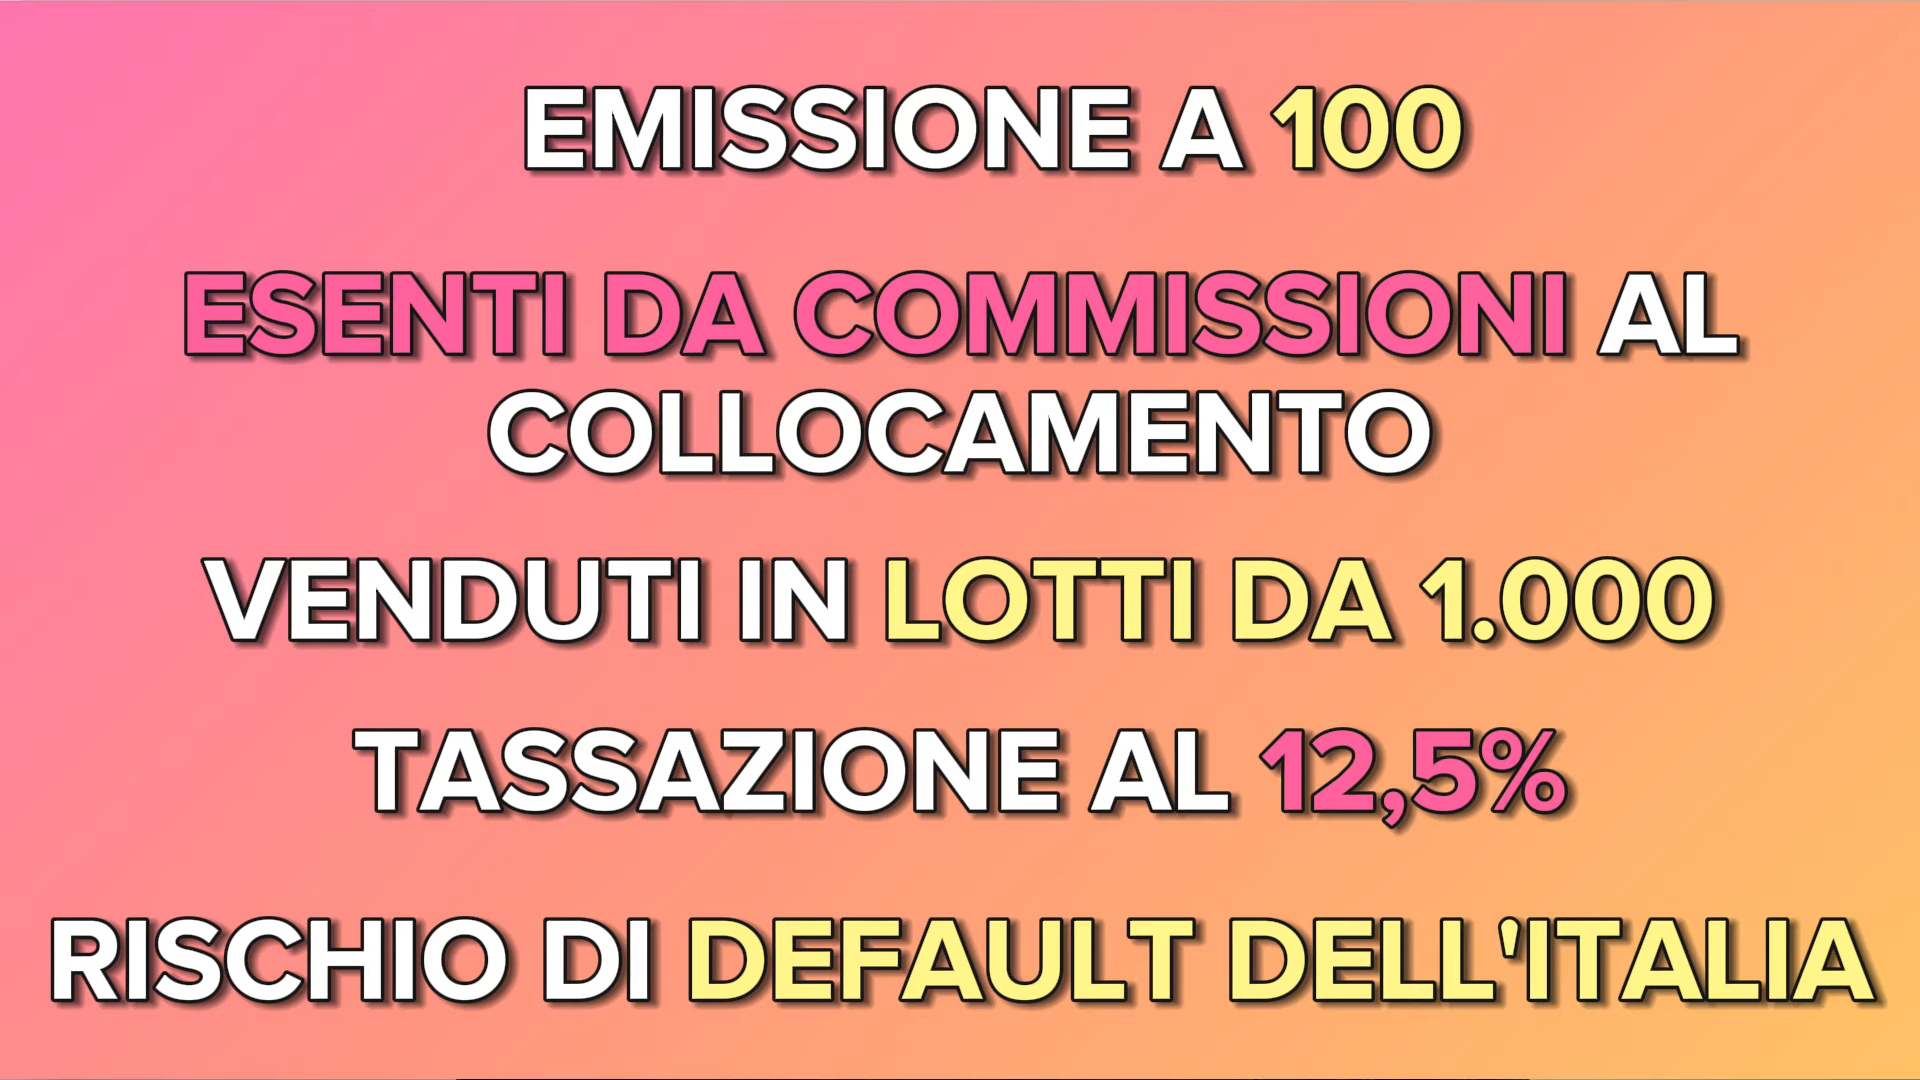 EMISSIONE A 100
ESENTI DA COMMISSIONI AL
COLLOCAMENTO
VENDUTI IN LOTTI DA 1.000
TASSAZIONE AL 12,5%
RISCHIO DI DEFAULT DELL'ITALIA